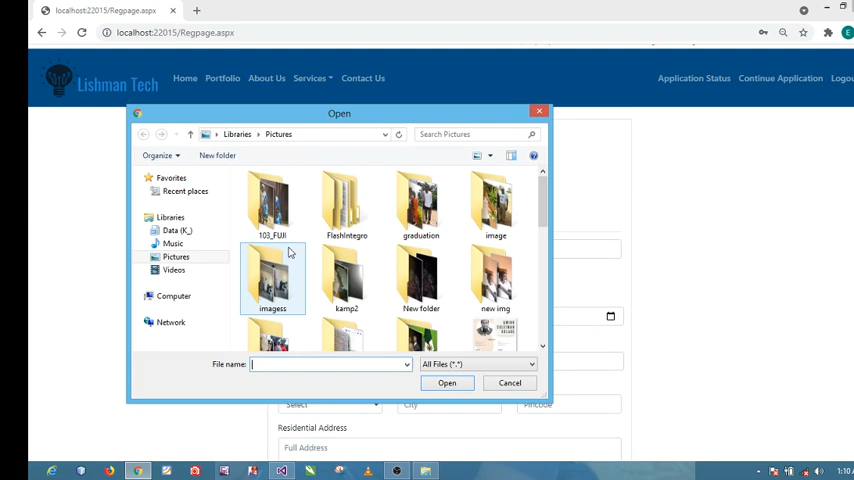 localhost:22015/Regpage.aspx
localhost:22015/Regpage.aspx
Lishman Tech
Home Portfolio About Us Services Contact Us Application Status Continue Application Logou
Open
Libraries Pictures Search Pictures
Organize New folder
Favorites
Recent places
Libraries
Data (K_)
Music
Pictures
Videos
Computer
Network
103_FUJI FlashIntegro graduation image
imagess kamp2 New folder new img
File name: All Files (*.*)
Open Cancel
Select City Pincode
Residential Address
Full Address
1:10 A